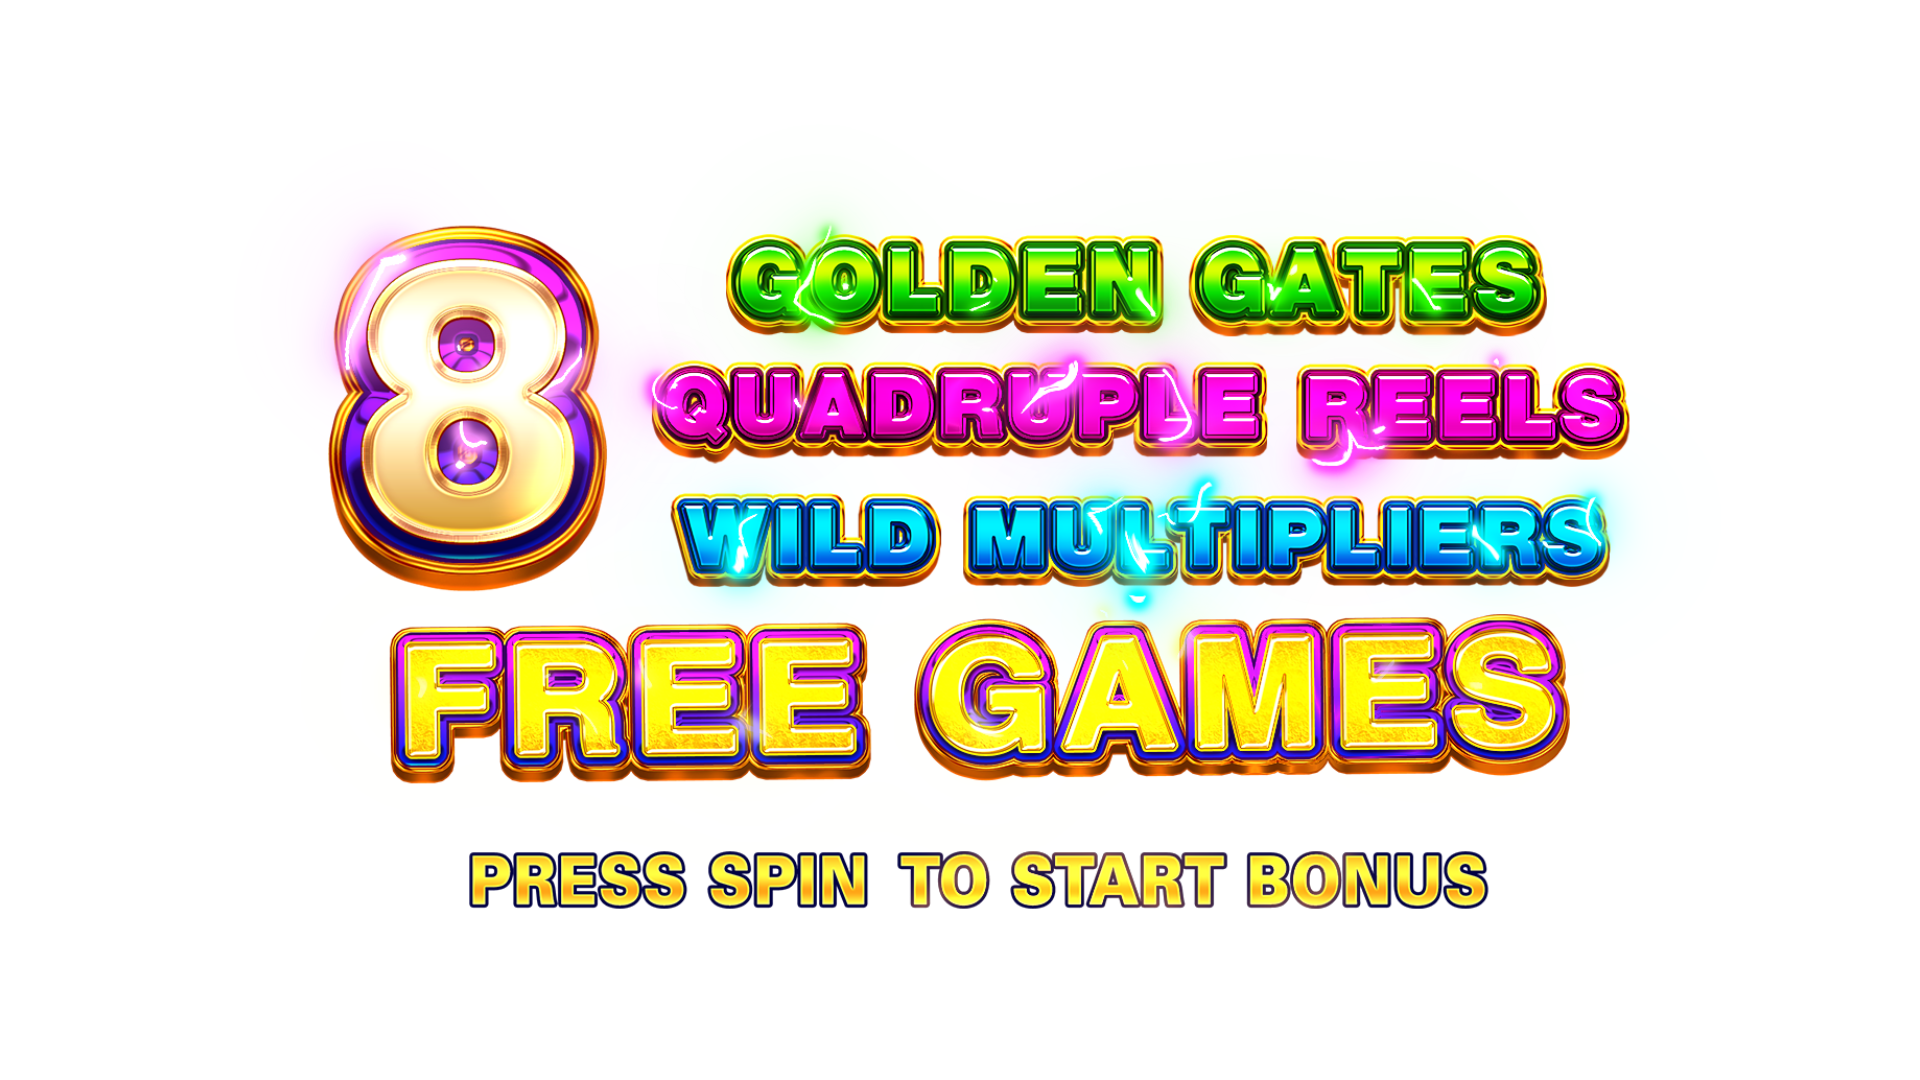 8
GOLDEN GATES
QUADRUPLE REELS
WILD MULTIPLIERS
FREE GAMES
PRESS SPIN TO START BONUS